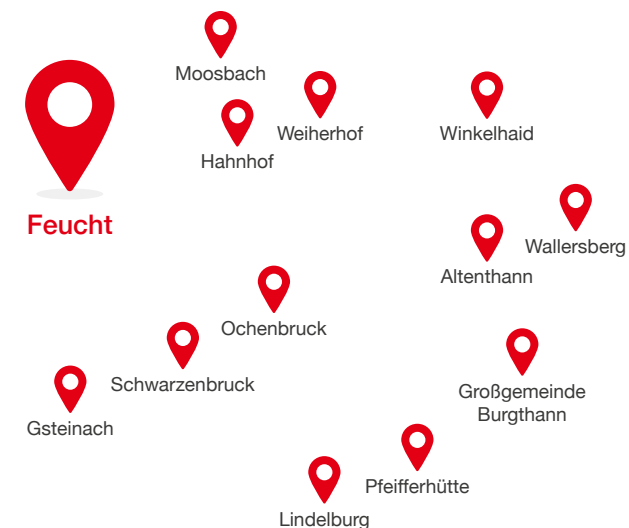 Moosbach
Weiherhof
Winkelhaid
Hahnhof
Feucht
Wallersberg
Altenthann
Ochenbruck
Schwarzenbruck
Großgemeinde
Burgthann
Gsteinach
Pfeifferhütte
Lindelburg